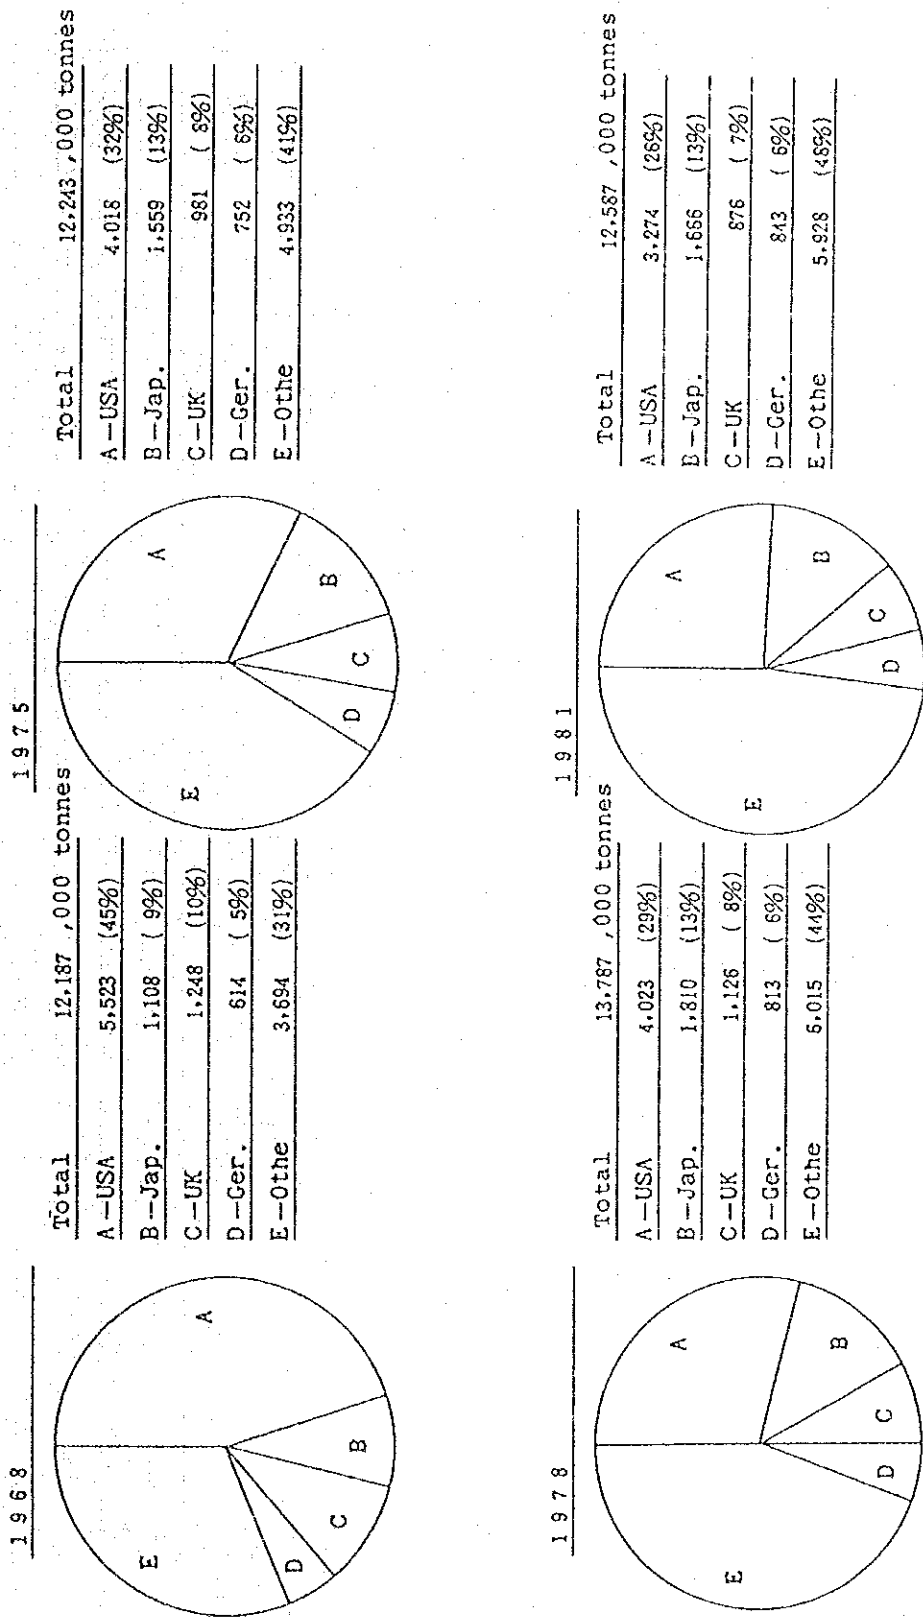 1968
A
B
C
D
E
Total 12,187 ,000 tonnes
A-USA 5,523 (45%)
B-Jap. 1,108 ( 9%)
C-UK 1,248 (10%)
D-Ger. 614 ( 5%)
E-Othe 3,694 (31%)
1975
A
B
C
D
E
Total 12,243 ,000 tonnes
A-USA 4,018 (32%)
B-Jap. 1,559 (13%)
C-UK 981 ( 8%)
D-Ger. 752 ( 6%)
E-Othe 4,933 (41%)
1978
A
B
C
D
E
Total 13,787 ,000 tonnes
A-USA 4,023 (29%)
B-Jap. 1,810 (13%)
C-UK 1,126 ( 8%)
D-Ger. 813 ( 6%)
E-Othe 6,015 (44%)
1981
A
B
C
D
E
Total 12,587 ,000 tonnes
A-USA 3,274 (26%)
B-Jap. 1,666 (13%)
C-UK 876 ( 7%)
D-Ger. 843 ( 6%)
E-Othe 5,928 (48%)